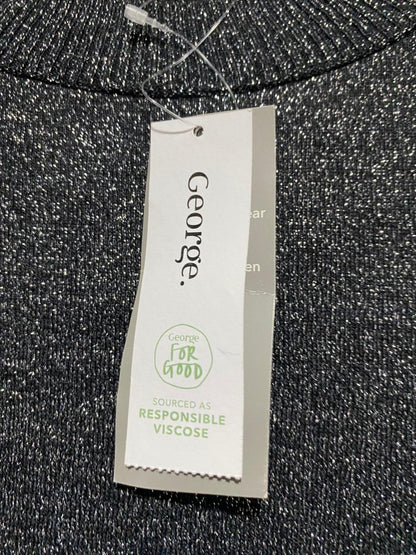 George.
George
FOR
GOOD
SOURCED AS
RESPONSIBLE
VISCOSE